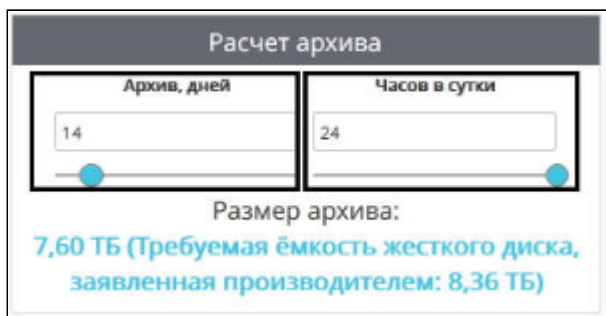 Расчет архива
Архив, дней Часов в сутки
14 24
Размер архива:
7,60 ТБ (Требуемая ёмкость жесткого диска,
заявленная производителем: 8,36 ТБ)